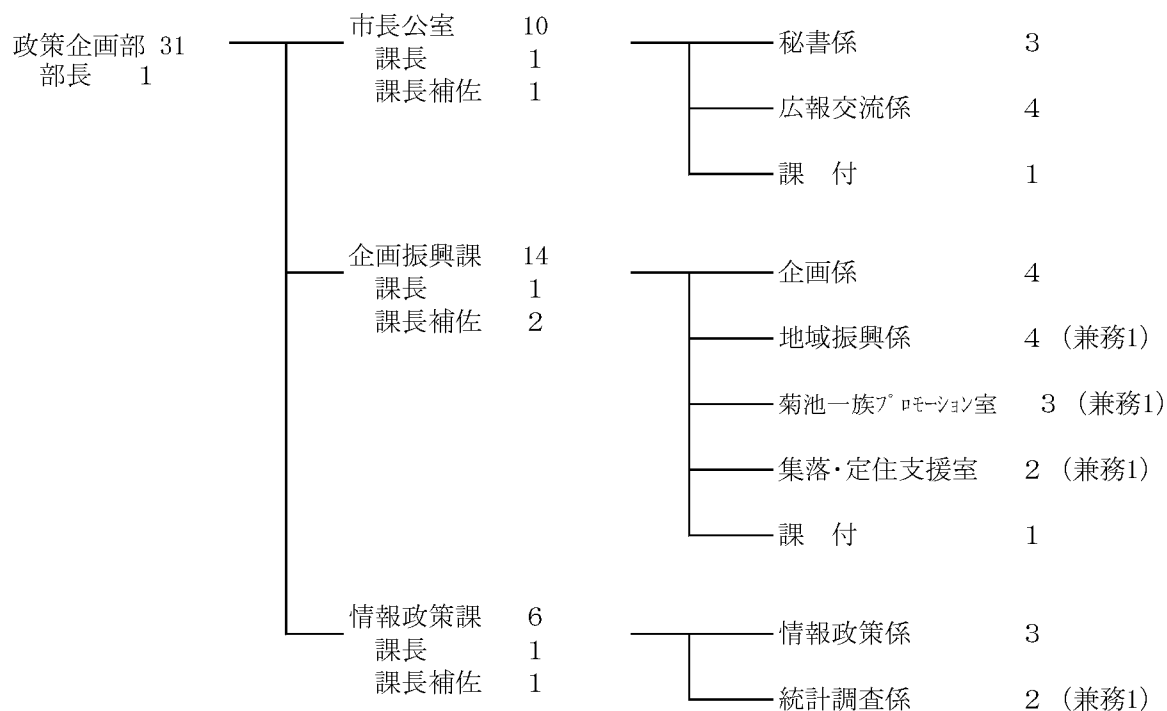 政策企画部 31
部長 1
市長公室 10
課長 1
課長補佐 1
秘書係 3
広報交流係 4
課 付 1
企画振興課 14
課長 1
課長補佐 2
企画係 4
地域振興係 4 (兼務1)
菊池一族ﾌﾟﾛﾓｰｼｮﾝ室 3 (兼務1)
集落・定住支援室 2 (兼務1)
課 付 1
情報政策課 6
課長 1
課長補佐 1
情報政策係 3
統計調査係 2 (兼務1)